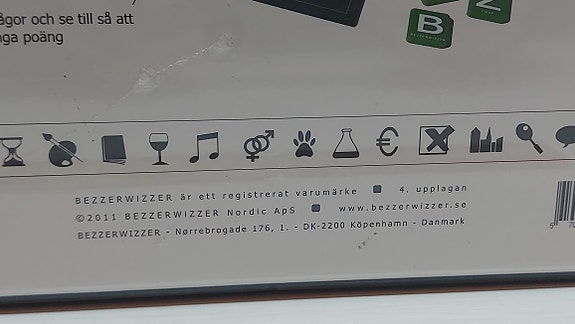 ågor och se till så att
nga poäng
B
BEZZERWIZZER
Z
BEZZERWIZZER är ett registrerat varumärke 4. upplagan
©2011 BEZZERWIZZER Nordic ApS www.bezzerwizzer.se
BEZZERWIZZER - Nørrebrogade 176, 1. - DK-2200 Köpenhamn - Danmark